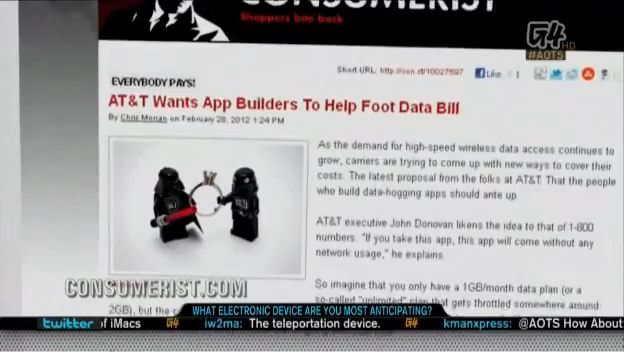 CONSUMERIST
Shoppers bite back
G4 HD
#AOTS
Short URL: http://con.st/10027697
Like
EVERYBODY PAYS!
AT&T Wants App Builders To Help Foot Data Bill
By Chris Morran on February 28, 2012 1:24 PM
As the demand for high-speed wireless data access continues to
grow, carriers are trying to come up with new ways to cover their
costs. The latest proposal from the folks at AT&T: That the people
who build data-hogging apps should ante up
AT&T executive John Donovan likens the idea to that of 1-800
numbers. "If you take this app, this app will come without any
network usage," he explains.
So imagine that you only have a 1GB/month data plan (or a
so-called "unlimited" plan that gets throttled somewhere around
2GB), but the
CONSUMERIST.COM
WHAT ELECTRONIC DEVICE ARE YOU MOST ANTICIPATING?
twitter of iMacs G4 iw2ma: The teleportation device. G4 kmanxpress: @AOTS How About